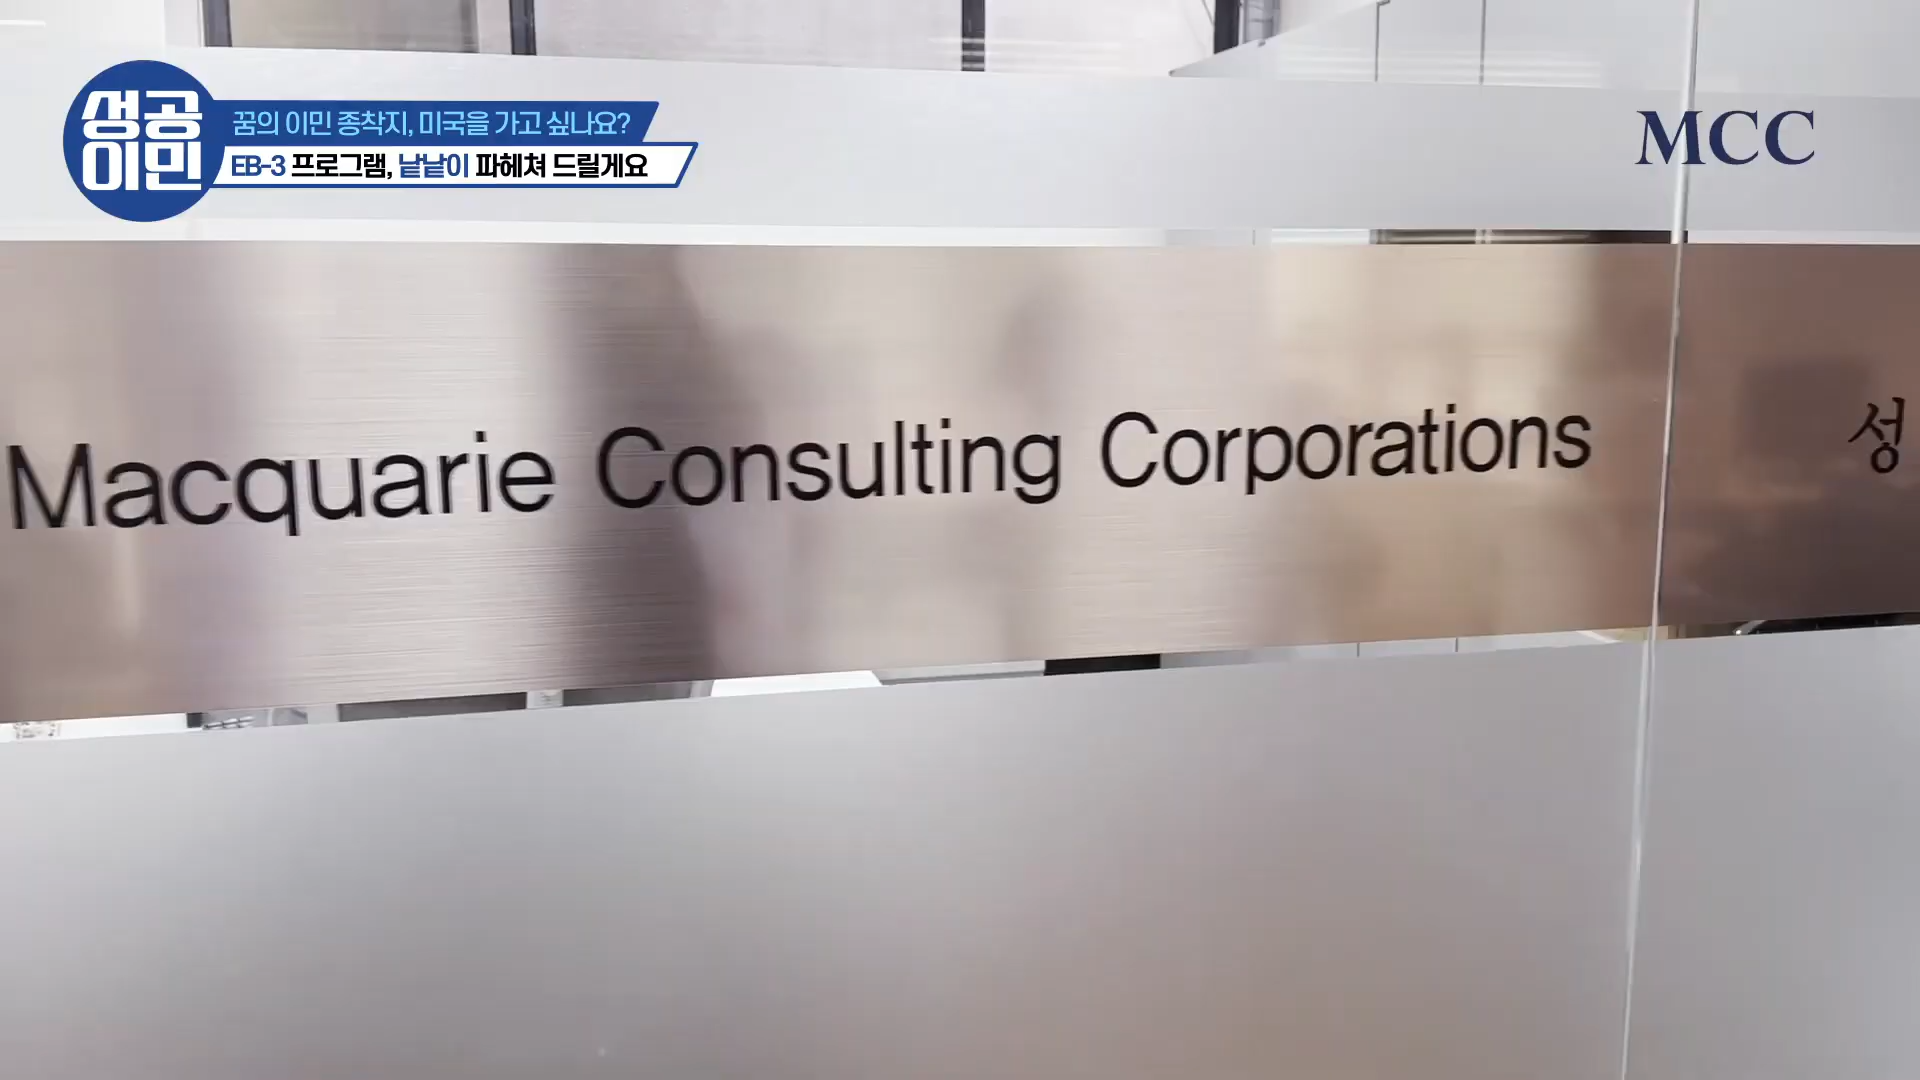 성공
이민
꿈의 이민 종착지, 미국을 가고 싶나요?
EB-3 프로그램, 낱낱이 파헤쳐 드릴게요
MCC
Macquarie Consulting Corporations
성